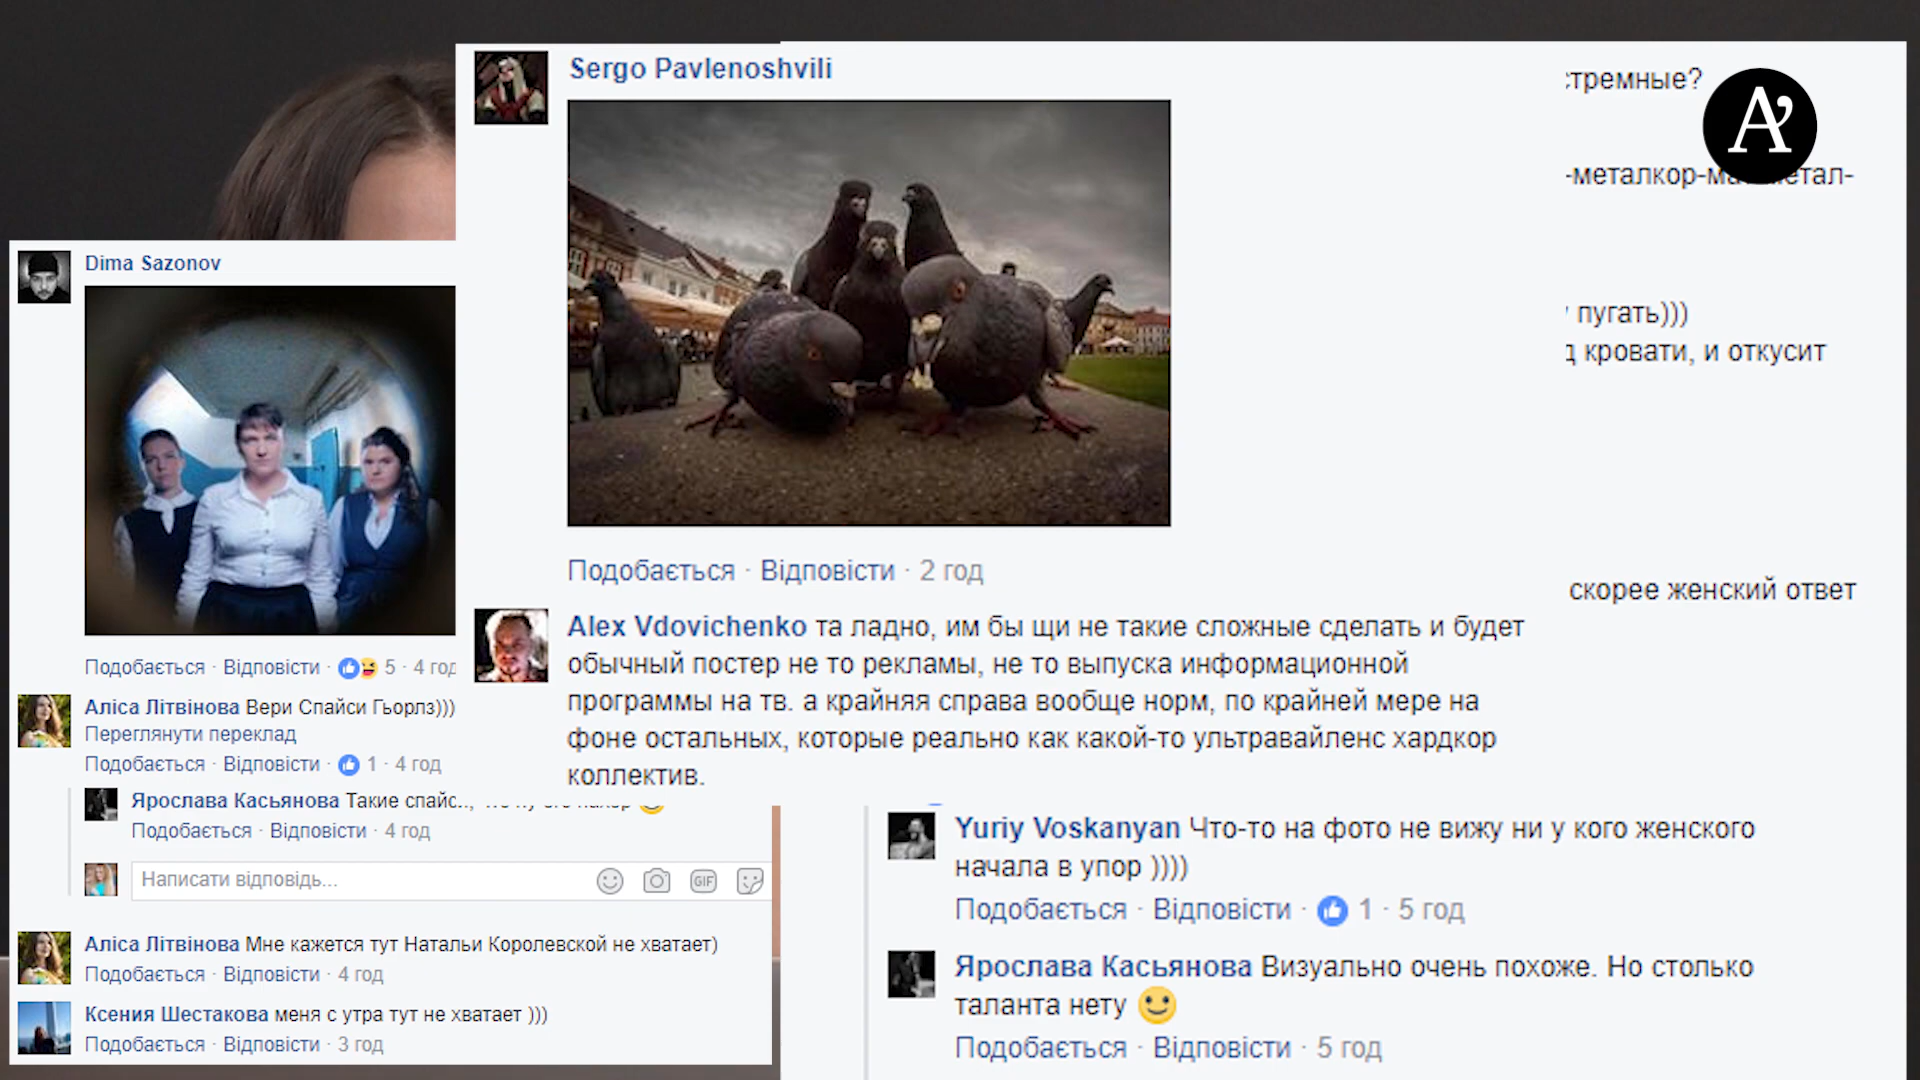 Sergo Pavlenoshvili
Подобається · Відповісти · 2 год
Alex Vdovichenko та ладно, им бы щи не такие сложные сделать и будет
обычный постер не то рекламы, не то выпуска информационной
программы на тв. а крайняя справа вообще норм, по крайней мере на
фоне остальных, которые реально как какой-то ультравайленс хардкор
коллектив.
Dima Sazonov
Подобається · Відповісти · 5 · 4 год
Аліса Літвінова Вери Спайси Гьорлз)))
Переглянути переклад
Подобається · Відповісти · 1 · 4 год
Ярослава Касьянова Такие
Подобається · Відповісти · 4 год
Написати відповідь...
GIF
Аліса Літвінова Мне кажется тут Натальи Королевской не хватает)
Подобається · Відповісти · 4 год
Ксения Шестакова меня с утра тут не хватает )))
Подобається · Відповісти · 3 год
стремные?
А
-металкор-
пугать)))
кровати, и откусит
скорее женский ответ
Yuriy Voskanyan Что-то на фото не вижу ни у кого женского
начала в упор ))))
Подобається · Відповісти · 1 · 5 год
Ярослава Касьянова Визуально очень похоже. Но столько
таланта нету
Подобається · Відповісти · 5 год